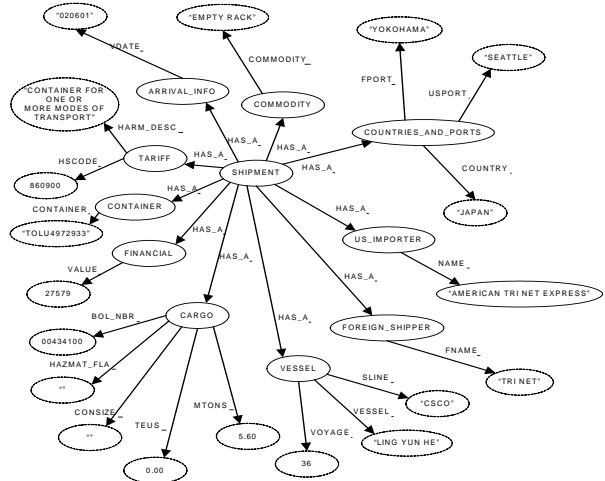 "020601"
"EMPTY RACK"
"YOKOHAMA"
"SEATTLE"
VDATE_
COMMODITY_
FPORT_
USPORT_
"CONTAINER FOR
ONE OR
MORE MODES OF
TRANSPORT"
ARRIVAL_INFO
COMMODITY
COUNTRIES_AND_PORTS
HARM_DESC_
HAS_A_
HAS_A_
TARIFF
HAS_A_
SHIPMENT
HAS_A_
COUNTRY_
HSCODE_
860900
HAS_A_
CONTAINER_
CONTAINER
HAS_A_
"JAPAN"
"TOLU4972933"
HAS_A_
US_IMPORTER
FINANCIAL
HAS_A_
NAME_
VALUE
HAS_A_
27579
"AMERICAN TRI NET EXPRESS"
BOL_NBR_
CARGO
HAS_A_
FOREIGN_SHIPPER
00434100
FNAME_
HAZMAT_FLA_
VESSEL
""
MTONS_
SLINE_
"TRI NET"
CONSIZE_
"CSCO"
TEUS_
VESSEL_
""
5.60
VOYAGE_
"LING YUN HE"
0.00
36